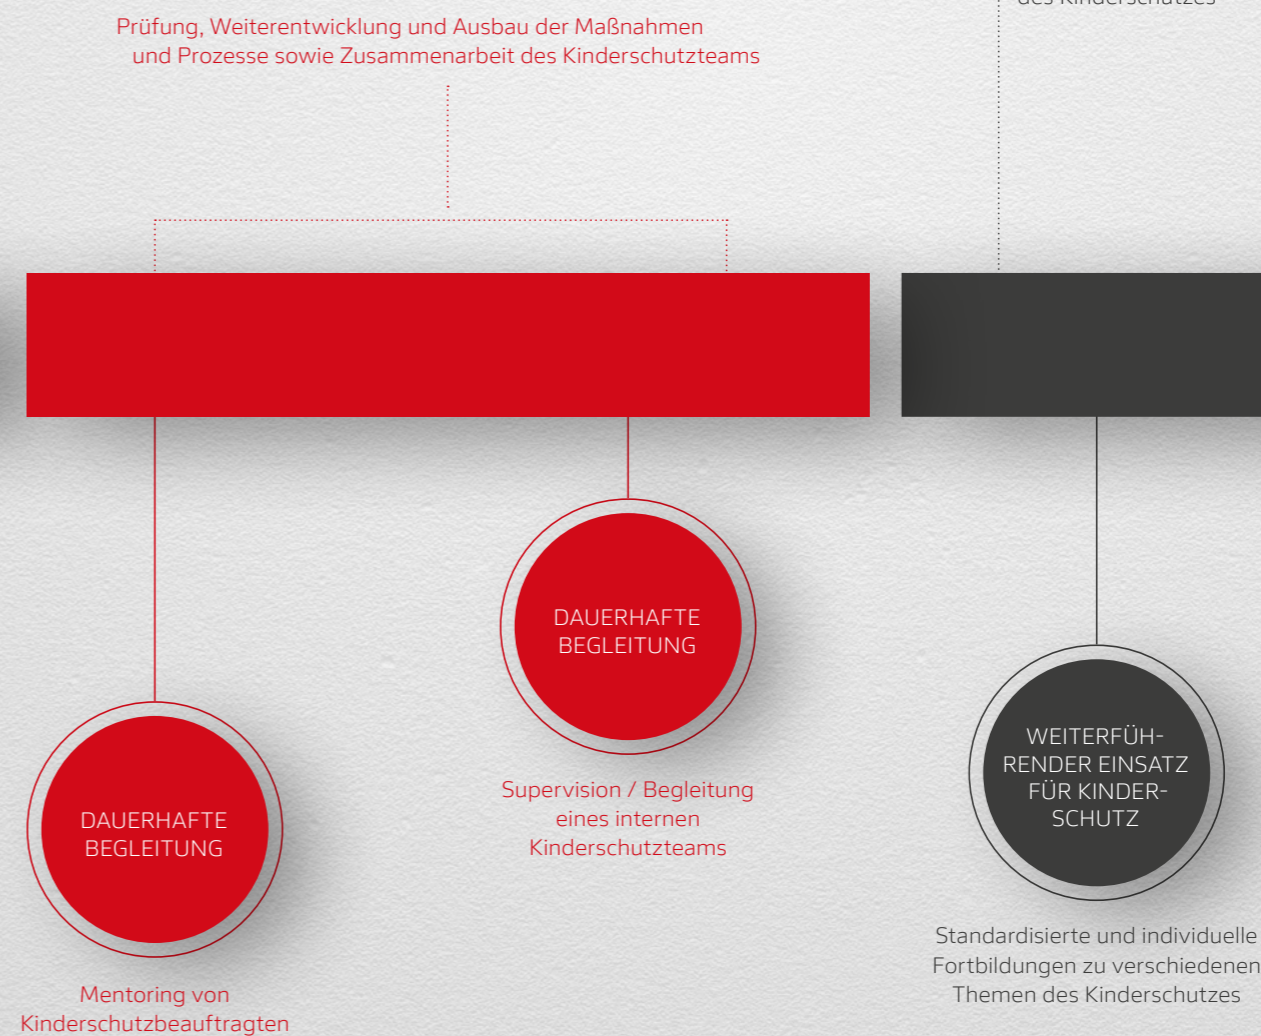 des Kinderschutzes
Prüfung, Weiterentwicklung und Ausbau der Maßnahmen
und Prozesse sowie Zusammenarbeit des Kinderschutzteams
DAUERHAFTE
BEGLEITUNG
Mentoring von
Kinderschutzbeauftragten
DAUERHAFTE
BEGLEITUNG
Supervision / Begleitung
eines internen
Kinderschutzteams
WEITERFÜH-
RENDER EINSATZ
FÜR KINDER-
SCHUTZ
Standardisierte und individuelle
Fortbildungen zu verschiedenen
Themen des Kinderschutzes